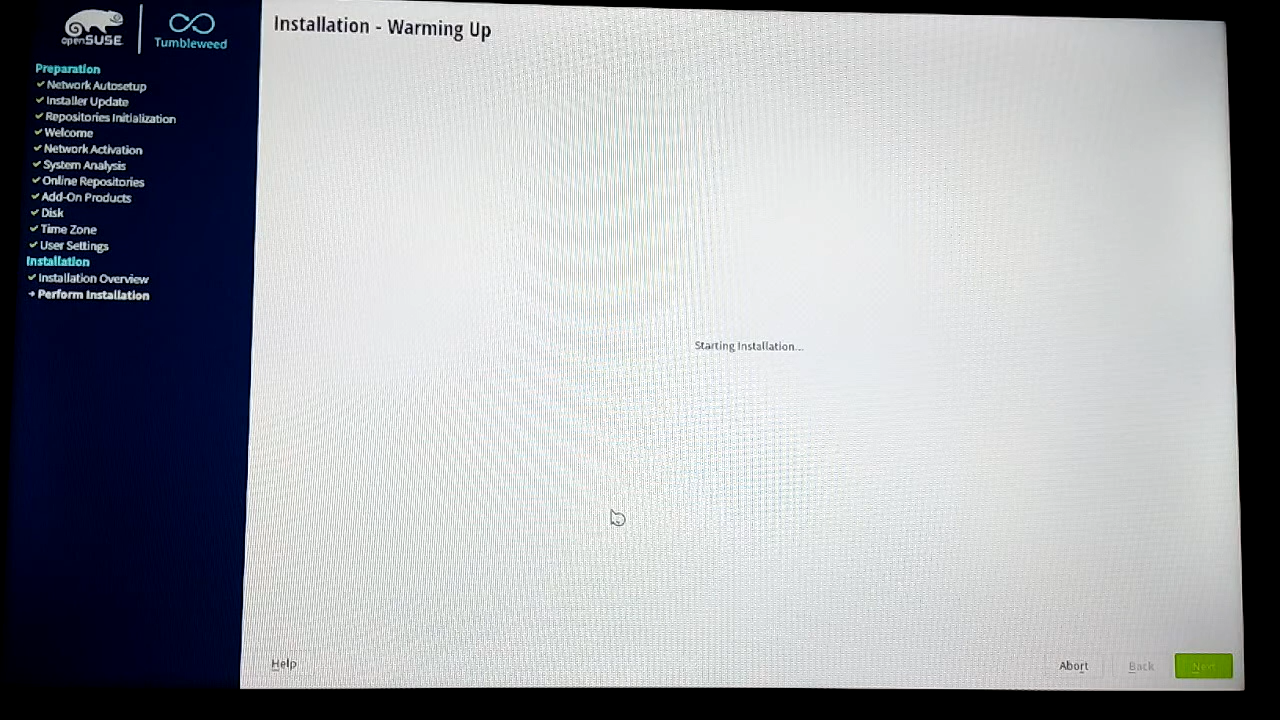 openSUSE
Tumbleweed
Installation - Warming Up
Preparation
✔ Network Autosetup
✔ Installer Update
✔ Repositories Initialization
✔ Welcome
✔ Network Activation
✔ System Analysis
✔ Online Repositories
✔ Add-On Products
✔ Disk
✔ Time Zone
✔ User Settings
Installation
✔ Installation Overview
➔ Perform Installation
Starting Installation...
Help
Abort
Back
Next